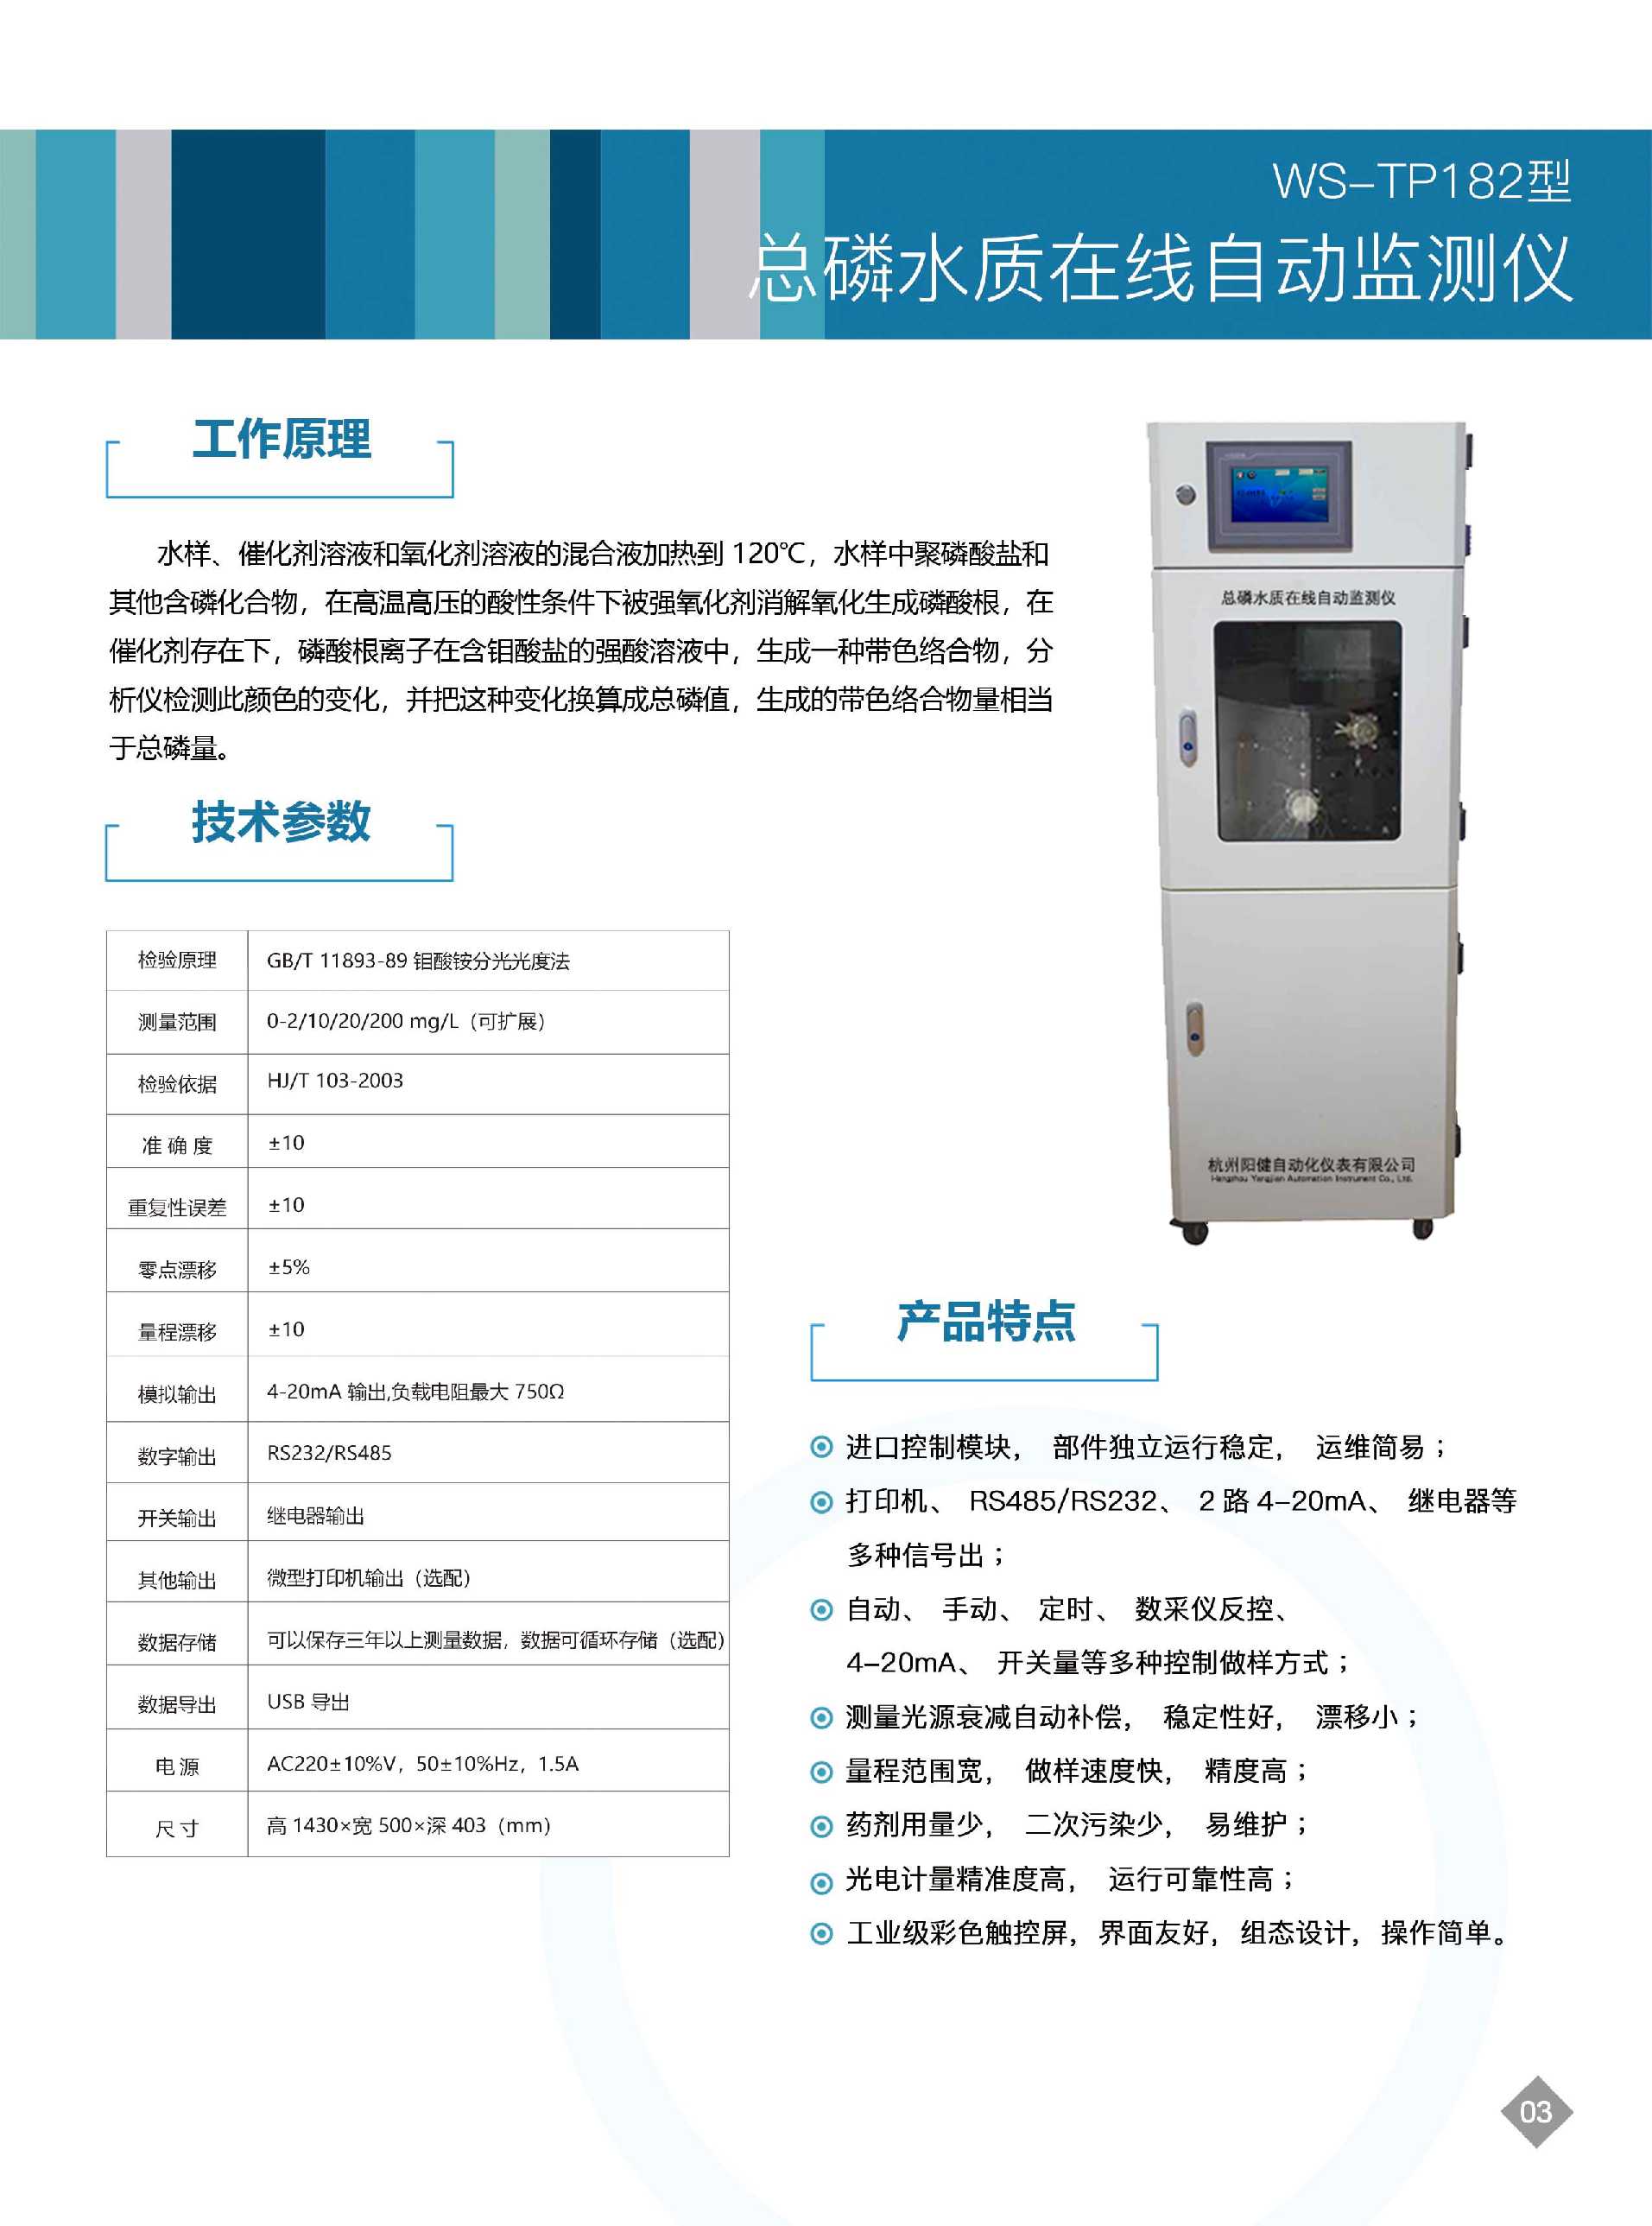 WS-TP182型
总磷水质在线自动监测仪
工作原理
水样、催化剂溶液和氧化剂溶液的混合液加热到 120℃，水样中聚磷酸盐和
其他含磷化合物，在高温高压的酸性条件下被强氧化剂消解氧化生成磷酸根，在
催化剂存在下，磷酸根离子在含钼酸盐的强酸溶液中，生成一种带色络合物，分
析仪检测此颜色的变化，并把这种变化换算成总磷值，生成的带色络合物量相当
于总磷量。
总磷水质在线自动监测仪
杭州阳健自动化仪表有限公司
Hangzhou Yangjian Automation Instrument Co., Ltd.
技术参数
检验原理 GB/T 11893-89 钼酸铵分光光度法
测量范围 0-2/10/20/200 mg/L（可扩展）
检验依据 HJ/T 103-2003
准 确 度 ±10
重复性误差 ±10
零点漂移 ±5%
量程漂移 ±10
模拟输出 4-20mA 输出,负载电阻最大 750Ω
数字输出 RS232/RS485
开关输出 继电器输出
其他输出 微型打印机输出（选配）
数据存储 可以保存三年以上测量数据，数据可循环存储（选配）
数据导出 USB 导出
电 源 AC220±10%V，50±10%Hz，1.5A
尺 寸 高 1430×宽 500×深 403（mm）
产品特点
进口控制模块， 部件独立运行稳定， 运维简易；
打印机、 RS485/RS232、 2 路 4-20mA、 继电器等
多种信号出；
自动、 手动、 定时、 数采仪反控、
4-20mA、 开关量等多种控制做样方式；
测量光源衰减自动补偿， 稳定性好， 漂移小；
量程范围宽， 做样速度快， 精度高；
药剂用量少， 二次污染少， 易维护；
光电计量精准度高， 运行可靠性高；
工业级彩色触控屏，界面友好，组态设计，操作简单。
03